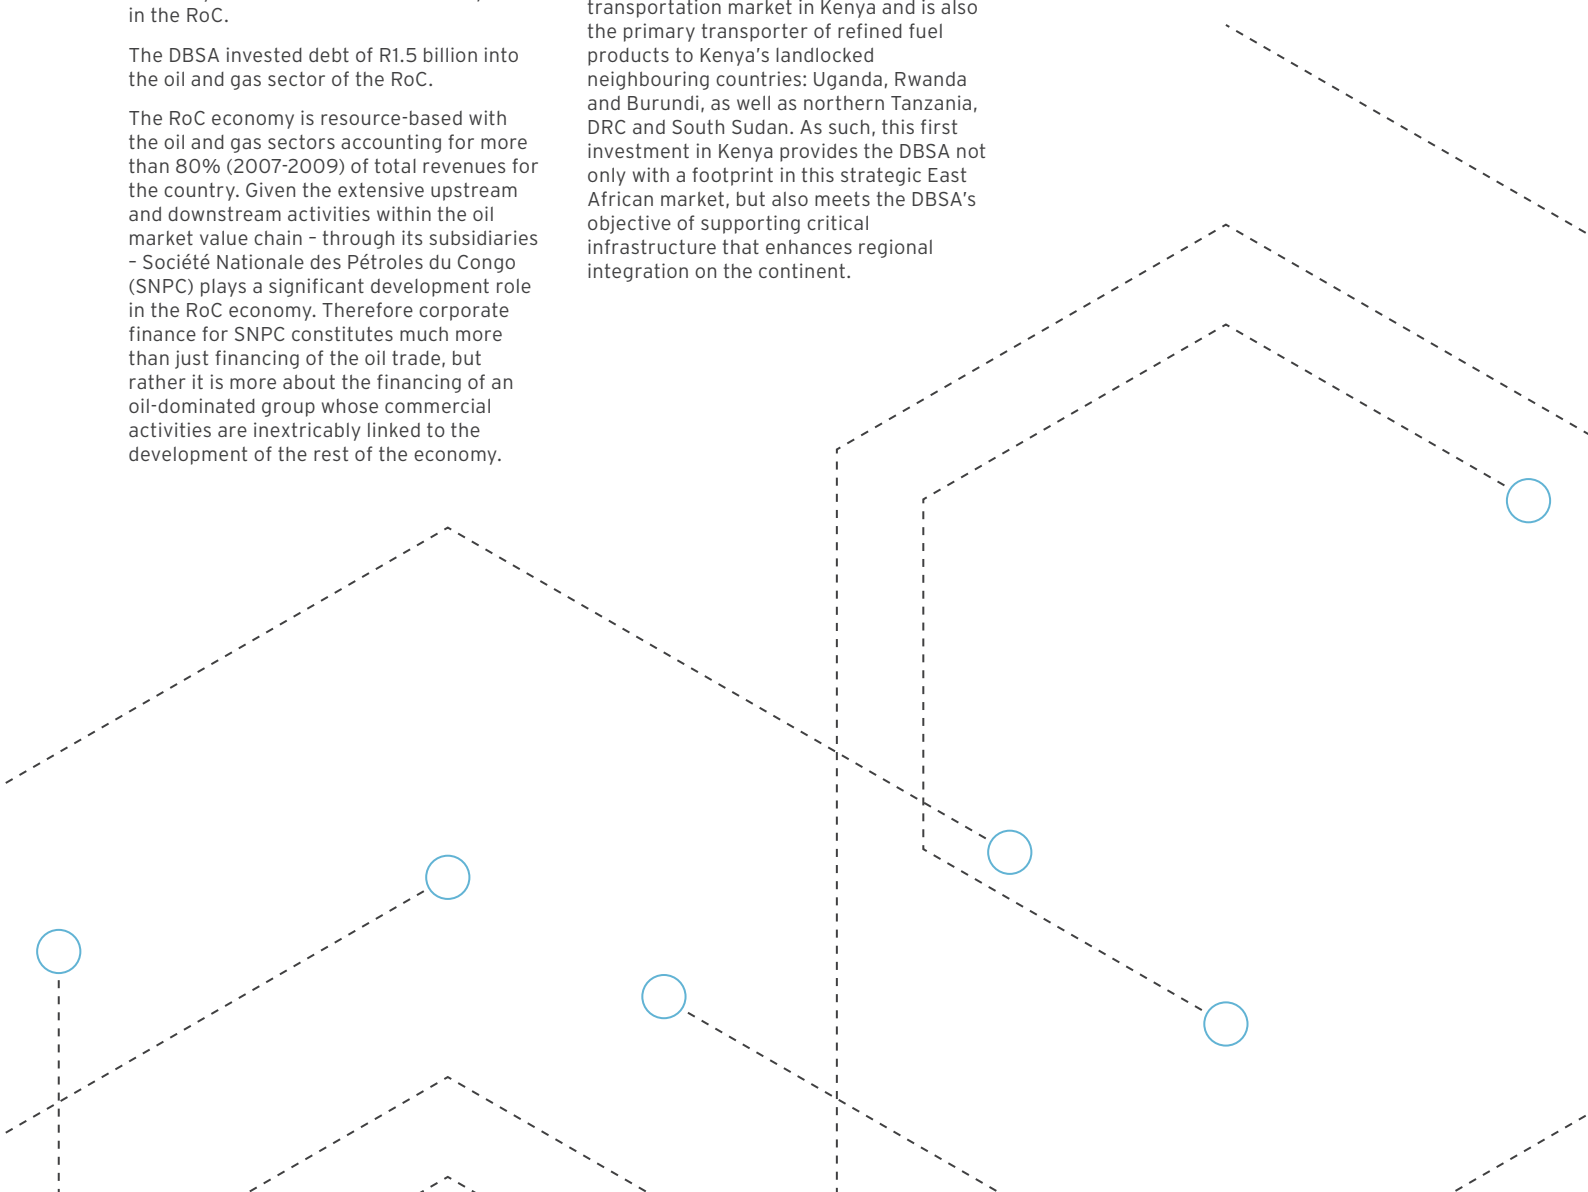 in the RoC.
The DBSA invested debt of R1.5 billion into
the oil and gas sector of the RoC.
The RoC economy is resource-based with
the oil and gas sectors accounting for more
than 80% (2007-2009) of total revenues for
the country. Given the extensive upstream
and downstream activities within the oil
market value chain – through its subsidiaries
– Société Nationale des Pétroles du Congo
(SNPC) plays a significant development role
in the RoC economy. Therefore corporate
finance for SNPC constitutes much more
than just financing of the oil trade, but
rather it is more about the financing of an
oil-dominated group whose commercial
activities are inextricably linked to the
development of the rest of the economy.
transportation market in Kenya and is also
the primary transporter of refined fuel
products to Kenya’s landlocked
neighbouring countries: Uganda, Rwanda
and Burundi, as well as northern Tanzania,
DRC and South Sudan. As such, this first
investment in Kenya provides the DBSA not
only with a footprint in this strategic East
African market, but also meets the DBSA’s
objective of supporting critical
infrastructure that enhances regional
integration on the continent.